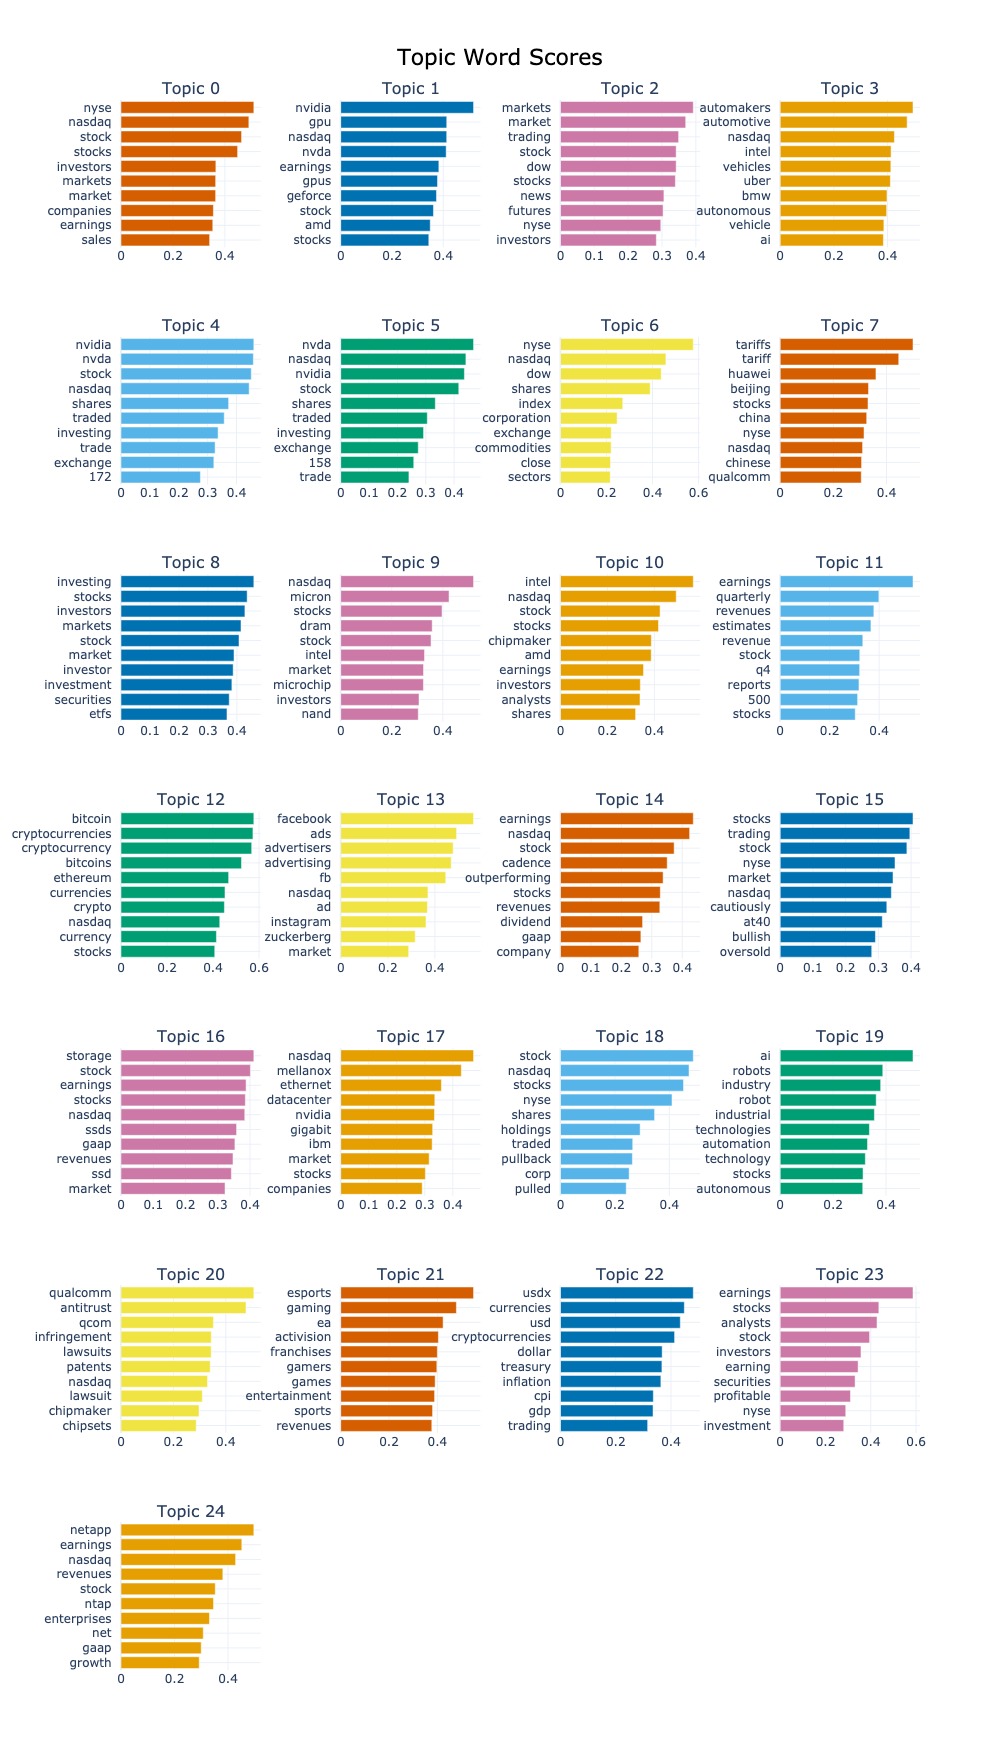 Topic Word Scores
Topic 0
nyse
nasdaq
stock
stocks
investors
markets
market
companies
earnings
sales
0 0.2 0.4
Topic 1
nvidia
gpu
nasdaq
nvda
earnings
gpus
geforce
stock
amd
stocks
0 0.2 0.4
Topic 2
markets
market
trading
stock
dow
stocks
news
futures
nyse
investors
0 0.1 0.2 0.3 0.4
Topic 3
automakers
automotive
nasdaq
intel
vehicles
uber
bmw
autonomous
vehicle
ai
0 0.2 0.4
Topic 4
nvidia
nvda
stock
nasdaq
shares
traded
investing
trade
exchange
172
0 0.1 0.2 0.3 0.4
Topic 5
nvda
nasdaq
nvidia
stock
shares
traded
investing
exchange
158
trade
0 0.1 0.2 0.3 0.4
Topic 6
nyse
nasdaq
dow
shares
index
corporation
exchange
commodities
close
sectors
0 0.2 0.4 0.6
Topic 7
tariffs
tariff
huawei
beijing
stocks
china
nyse
nasdaq
chinese
qualcomm
0 0.2 0.4
Topic 8
investing
stocks
investors
markets
stock
market
investor
investment
securities
etfs
0 0.1 0.2 0.3 0.4
Topic 9
nasdaq
micron
stocks
dram
stock
intel
market
microchip
investors
nand
0 0.2 0.4
Topic 10
intel
nasdaq
stock
stocks
chipmaker
amd
earnings
investors
analysts
shares
0 0.2 0.4
Topic 11
earnings
quarterly
revenues
estimates
revenue
stock
q4
reports
500
stocks
0 0.2 0.4
Topic 12
bitcoin
cryptocurrencies
cryptocurrency
bitcoins
ethereum
currencies
crypto
nasdaq
currency
stocks
0 0.2 0.4 0.6
Topic 13
facebook
ads
advertisers
advertising
fb
nasdaq
ad
instagram
zuckerberg
market
0 0.2 0.4
Topic 14
earnings
nasdaq
stock
cadence
outperforming
stocks
revenues
dividend
gaap
company
0 0.1 0.2 0.3 0.4
Topic 15
stocks
trading
stock
nyse
market
nasdaq
cautiously
at40
bullish
oversold
0 0.1 0.2 0.3 0.4
Topic 16
storage
stock
earnings
stocks
nasdaq
ssds
gaap
revenues
ssd
market
0 0.1 0.2 0.3 0.4
Topic 17
nasdaq
mellanox
ethernet
datacenter
nvidia
gigabit
ibm
market
stocks
companies
0 0.1 0.2 0.3 0.4
Topic 18
stock
nasdaq
stocks
nyse
shares
holdings
traded
pullback
corp
pulled
0 0.2 0.4
Topic 19
ai
robots
industry
robot
industrial
technologies
automation
technology
stocks
autonomous
0 0.2 0.4
Topic 20
qualcomm
antitrust
qcom
infringement
lawsuits
patents
nasdaq
lawsuit
chipmaker
chipsets
0 0.2 0.4
Topic 21
esports
gaming
ea
activision
franchises
gamers
games
entertainment
sports
revenues
0 0.2 0.4
Topic 22
usdx
currencies
usd
cryptocurrencies
dollar
treasury
inflation
cpi
gdp
trading
0 0.2 0.4
Topic 23
earnings
stocks
analysts
stock
investors
earning
securities
profitable
nyse
investment
0 0.2 0.4 0.6
Topic 24
netapp
earnings
nasdaq
revenues
stock
ntap
enterprises
net
gaap
growth
0 0.2 0.4